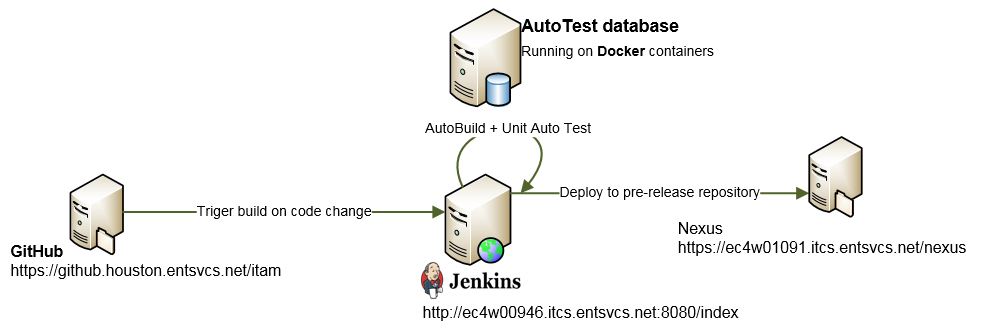 AutoTest database
Running on Docker containers
AutoBuild + Unit Auto Test
Triger build on code change
Deploy to pre-release repository
GitHub
https://github.houston.entsvcs.net/itam
Nexus
https://ec4w01091.itcs.entsvcs.net/nexus
Jenkins
http://ec4w00946.itcs.entsvcs.net:8080/index